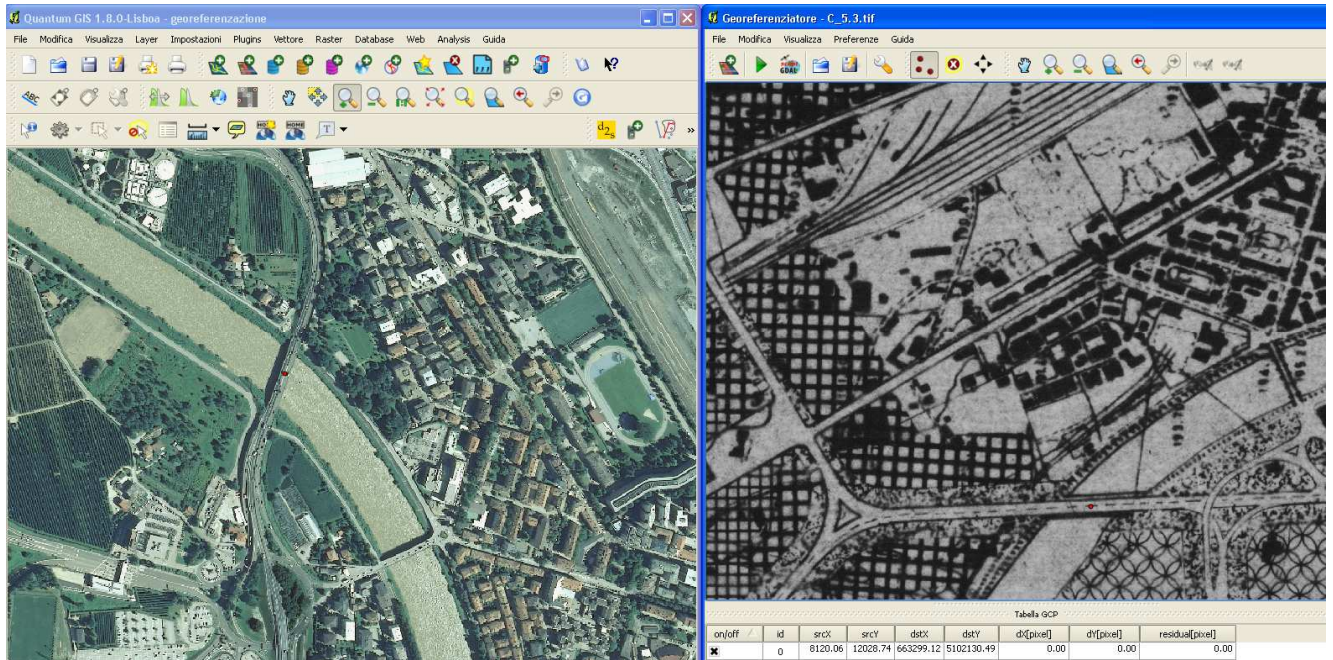 Quantum GIS 1.8.0-Lisboa - georeferenzazione
File Modifica Visualizza Layer Impostazioni Plugins Vettore Raster Database Web Analysis Guida
ABC
T
d2s
»
Georeferenziatore - C_5.3.tif
File Modifica Visualizza Preferenze Guida
GDAL
Tabella GCP
on/off id srcX srcY dstX dstY dX[pixel] dY[pixel] residual[pixel]
0 8120.06 12028.74 663299.12 5102130.49 0.00 0.00 0.00